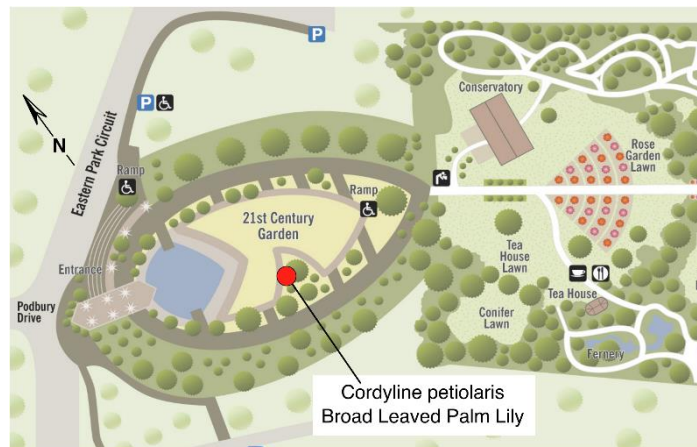 P
P
N
Eastern Park Circuit
Ramp
Entrance
Podbury
Drive
21st Century
Garden
Ramp
Conservatory
Rose
Garden
Lawn
Tea
House
Lawn
Conifer
Lawn
Tea House
Fernery
Cordyline petiolaris
Broad Leaved Palm Lily